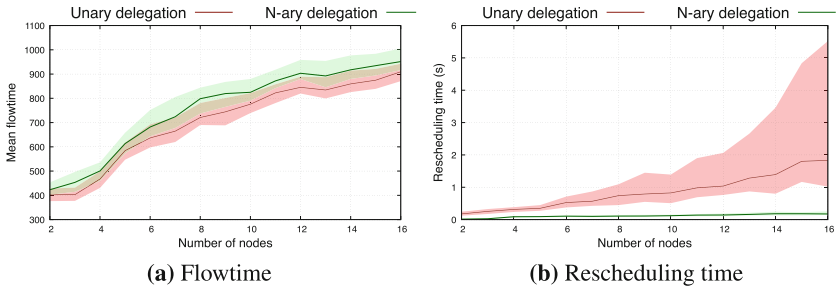 Unary delegation N-ary delegation
1100
1000
900
800
700
600
500
400
300
Mean flowtime
2 4 6 8 10 12 14 16
Number of nodes
(a) Flowtime
Unary delegation N-ary delegation
6
5
4
3
2
1
0
Rescheduling time (s)
2 4 6 8 10 12 14 16
Number of nodes
(b) Rescheduling time